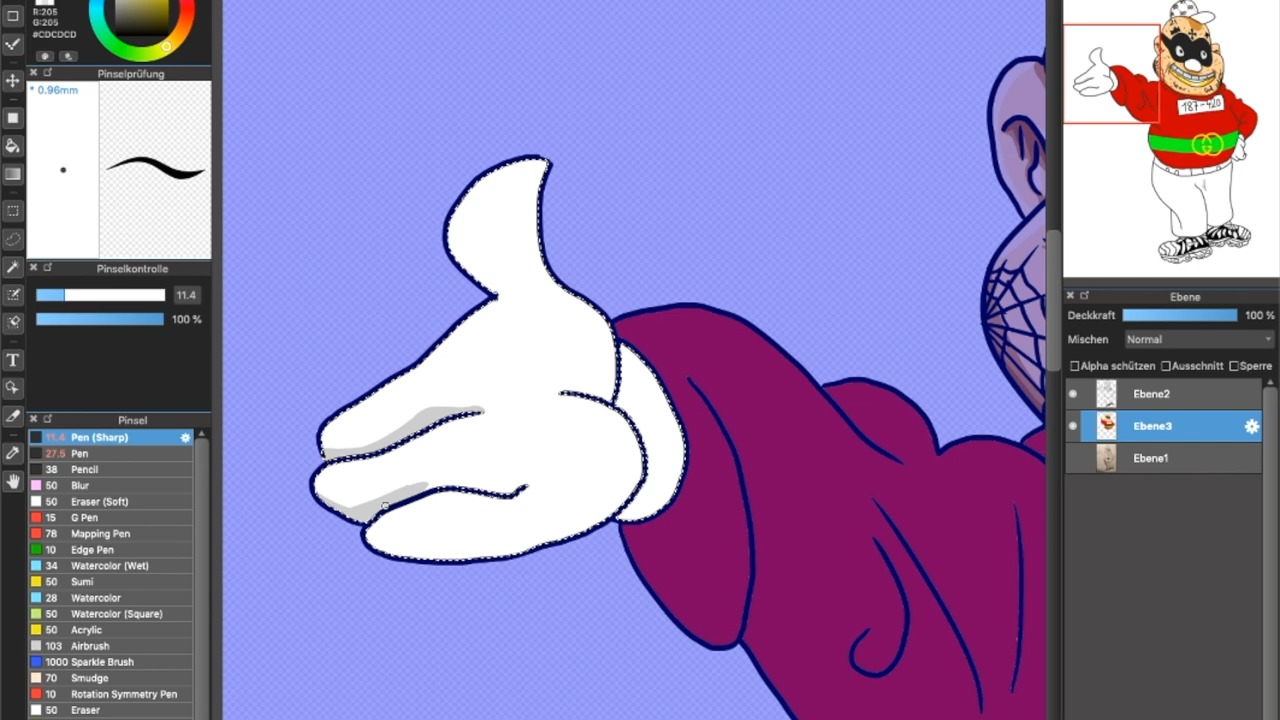 R:205
G:205
#CDCDCD
Pinselprüfung
* 0.96mm
Pinselkontrolle
11.4
100 %
Pinsel
11.4 Pen (Sharp)
27.5 Pen
38 Pencil
50 Blur
50 Eraser (Soft)
15 G Pen
78 Mapping Pen
10 Edge Pen
34 Watercolor (Wet)
50 Sumi
28 Watercolor
50 Watercolor (Square)
50 Acrylic
103 Airbrush
1000 Sparkle Brush
70 Smudge
10 Rotation Symmetry Pen
50 Eraser
T
187-420
Ebene
Deckkraft 100 %
Mischen Normal
Alpha schützen Ausschnitt Sperre
Ebene2
Ebene3
Ebene1